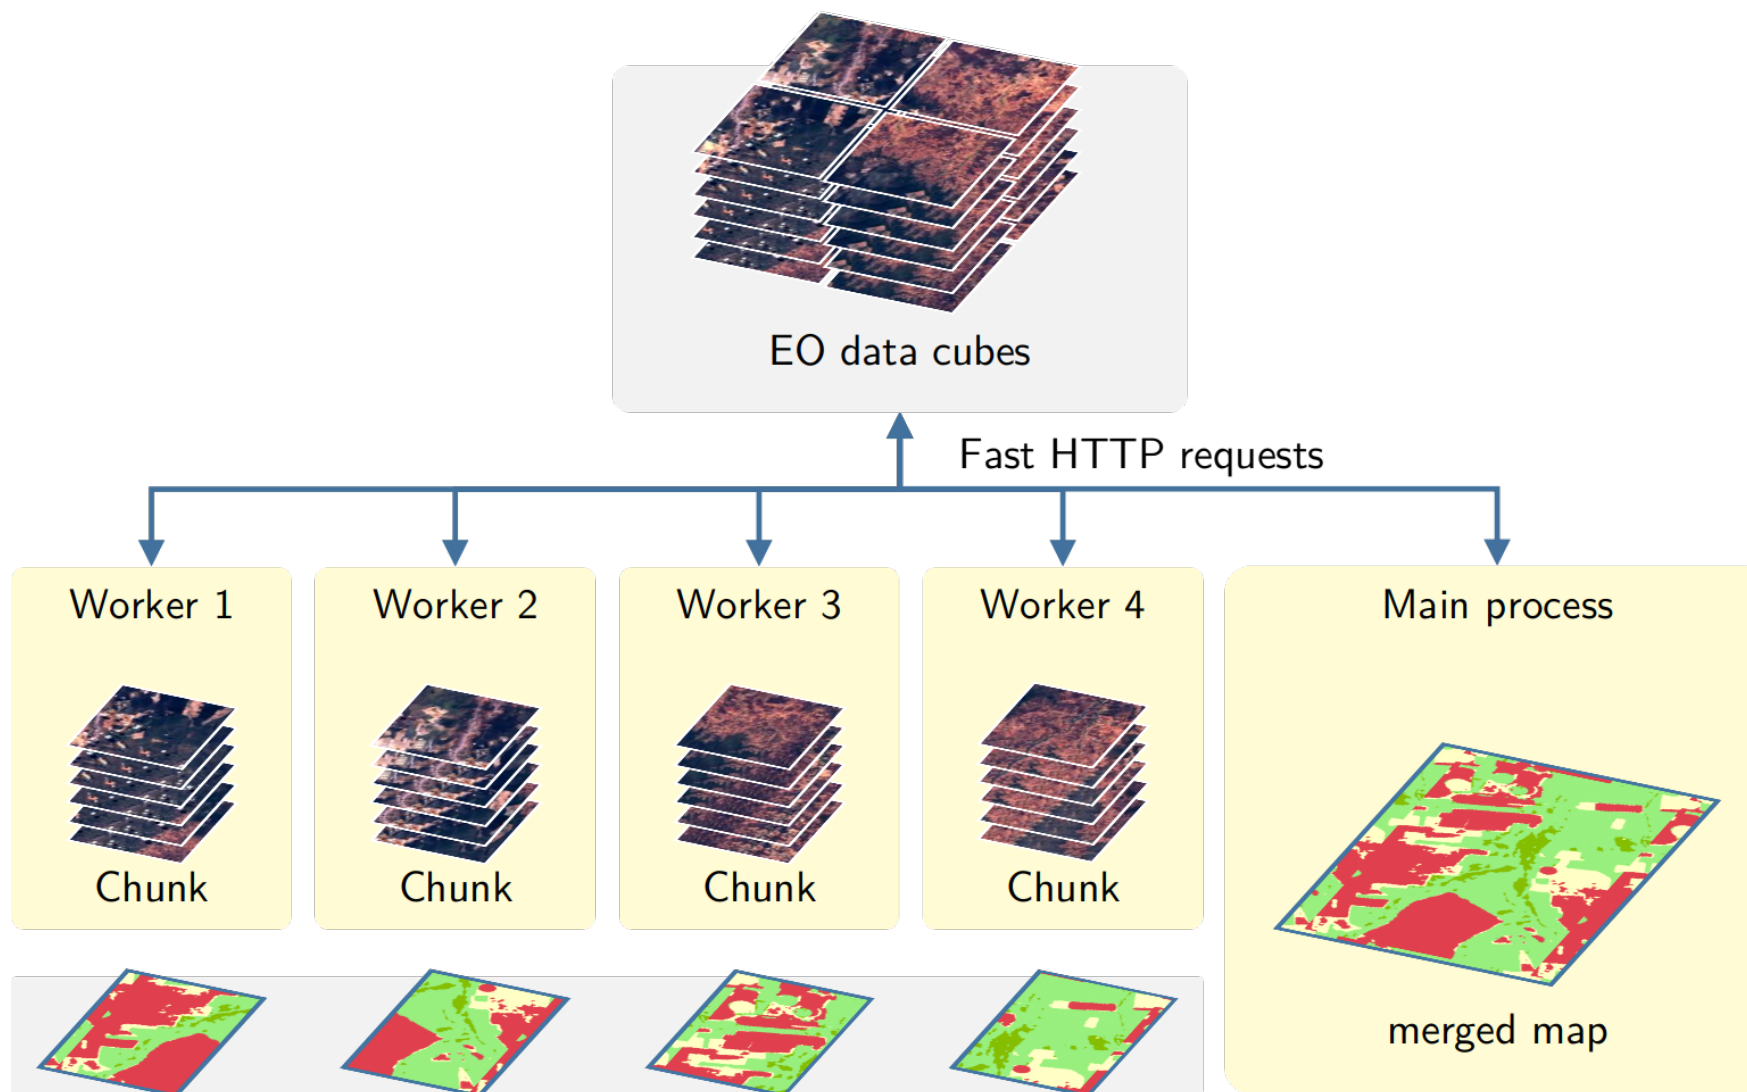 EO data cubes
Fast HTTP requests
Worker 1
Worker 2
Worker 3
Worker 4
Main process
Chunk
Chunk
Chunk
Chunk
merged map